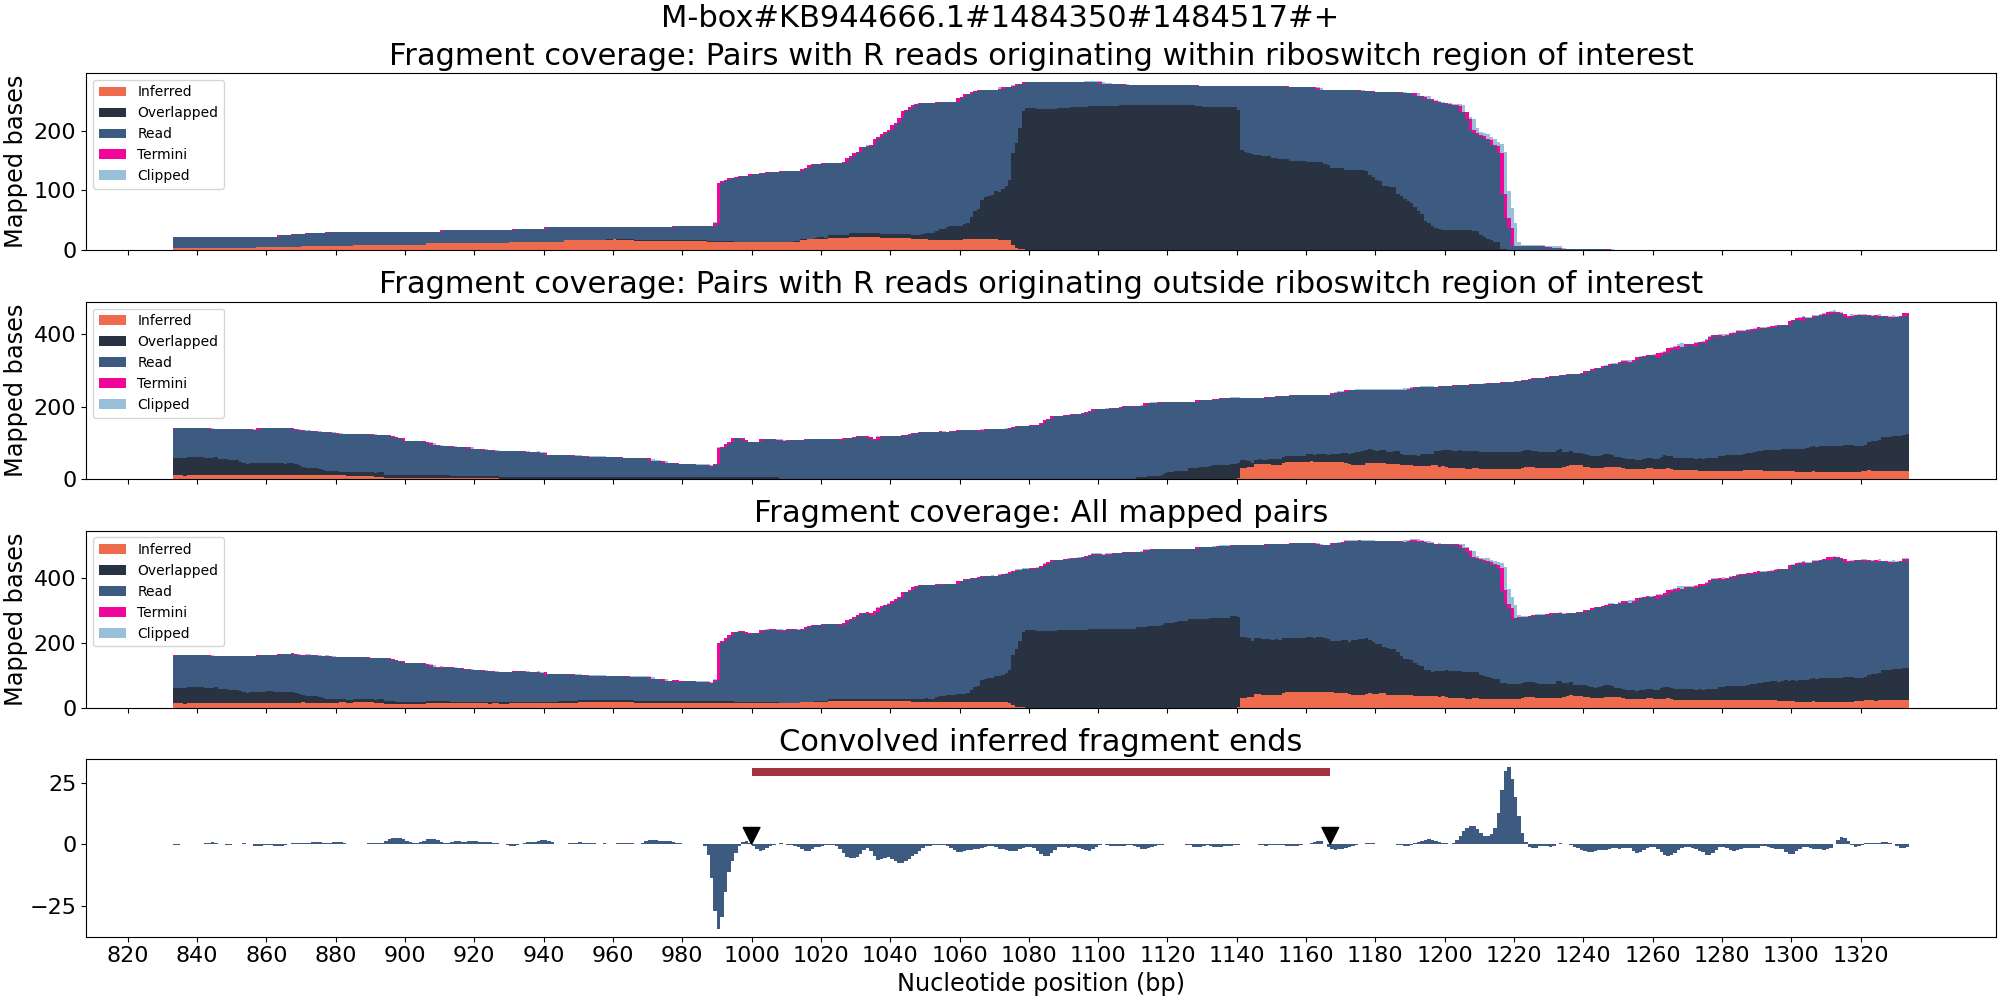 M-box#KB944666.1#1484350#1484517#+
Fragment coverage: Pairs with R reads originating within riboswitch region of interest
Mapped bases
200
100
0
Inferred
Overlapped
Read
Termini
Clipped
Fragment coverage: Pairs with R reads originating outside riboswitch region of interest
Mapped bases
400
200
0
Inferred
Overlapped
Read
Termini
Clipped
Fragment coverage: All mapped pairs
Mapped bases
400
200
0
Inferred
Overlapped
Read
Termini
Clipped
Convolved inferred fragment ends
25
0
−25
820 840 860 880 900 920 940 960 980 1000 1020 1040 1060 1080 1100 1120 1140 1160 1180 1200 1220 1240 1260 1280 1300 1320
Nucleotide position (bp)